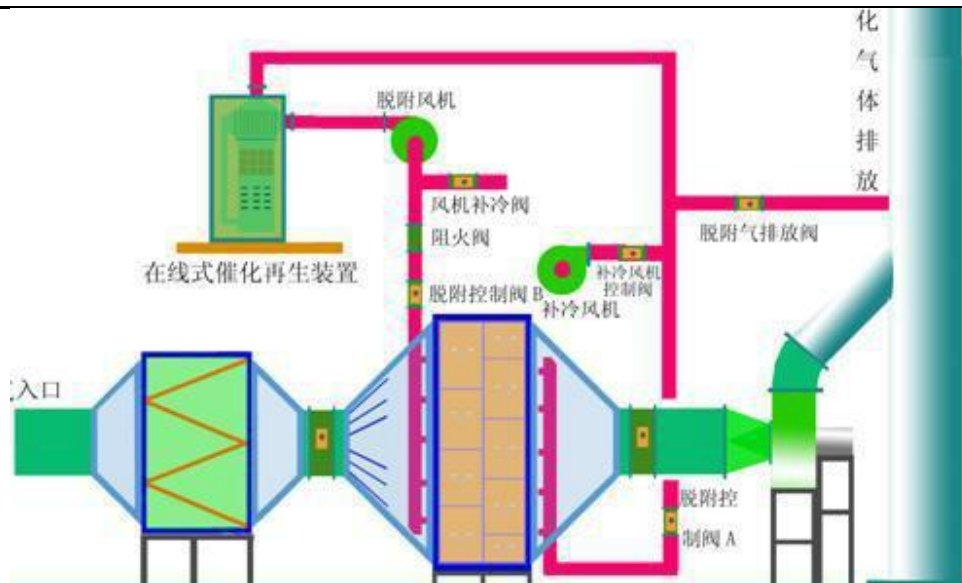 化
气
体
排
放
脱附风机
风机补冷阀
阻火阀
脱附气排放阀
在线式催化再生装置
补冷风机
控制阀
脱附控制阀 B
补冷风机
入口
脱附控
制阀 A